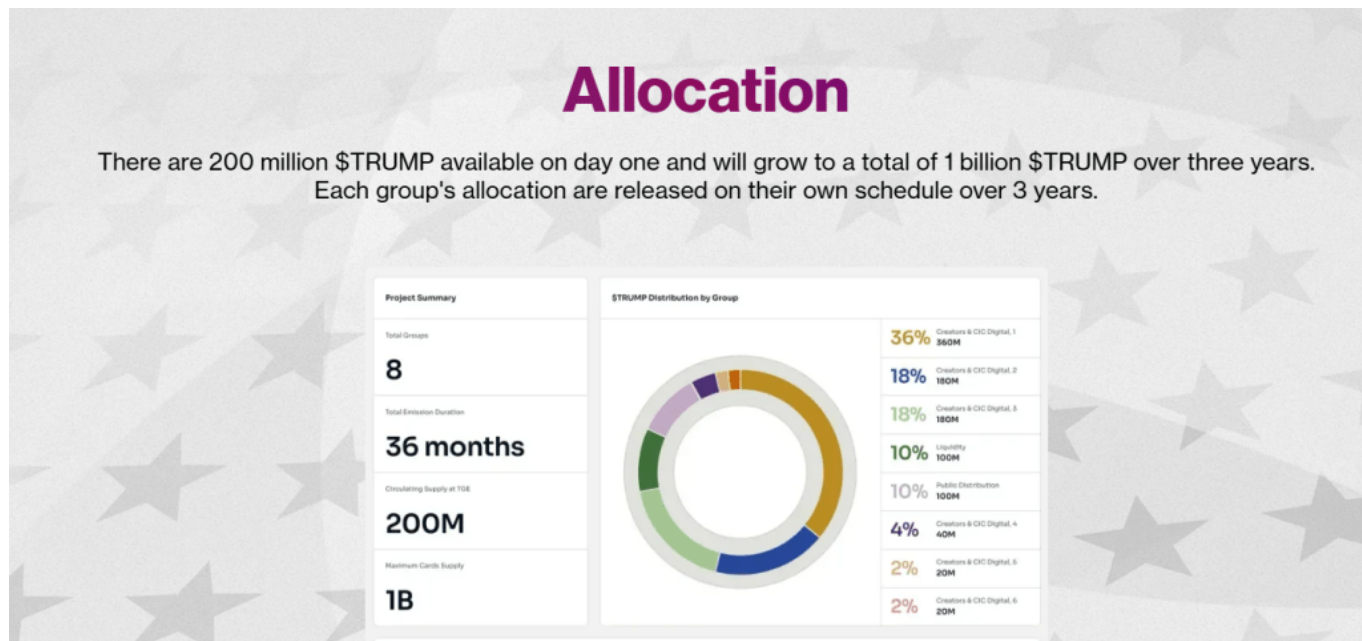 Allocation
There are 200 million $TRUMP available on day one and will grow to a total of 1 billion $TRUMP over three years.
Each group's allocation are released on their own schedule over 3 years.
Project Summary
Total Groups
8
Total Emission Duration
36 months
Circulating Supply at TGE
200M
Maximum Cards Supply
1B
$TRUMP Distribution by Group
36% Creators & CIC Digital, 1
360M
18% Creators & CIC Digital, 2
180M
18% Creators & CIC Digital, 3
180M
10% Liquidity
100M
10% Public Distribution
100M
4% Creators & CIC Digital, 4
40M
2% Creators & CIC Digital, 5
20M
2% Creators & CIC Digital, 6
20M